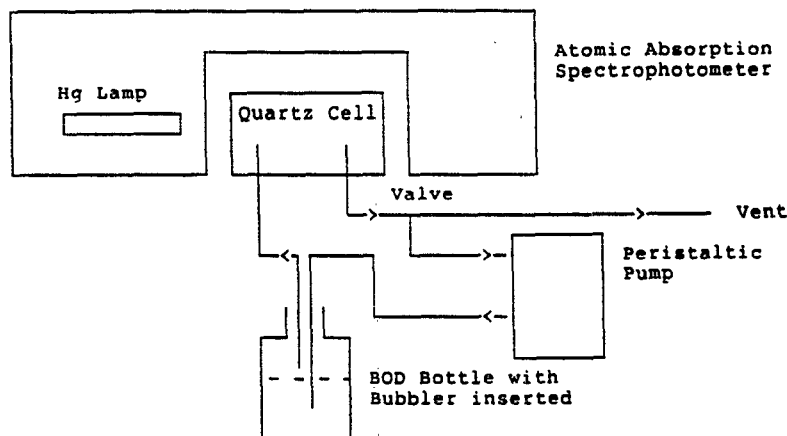 Atomic Absorption
Spectrophotometer
Hg Lamp
Quartz Cell
Valve
Vent
Peristaltic
Pump
BOD Bottle with
Bubbler inserted